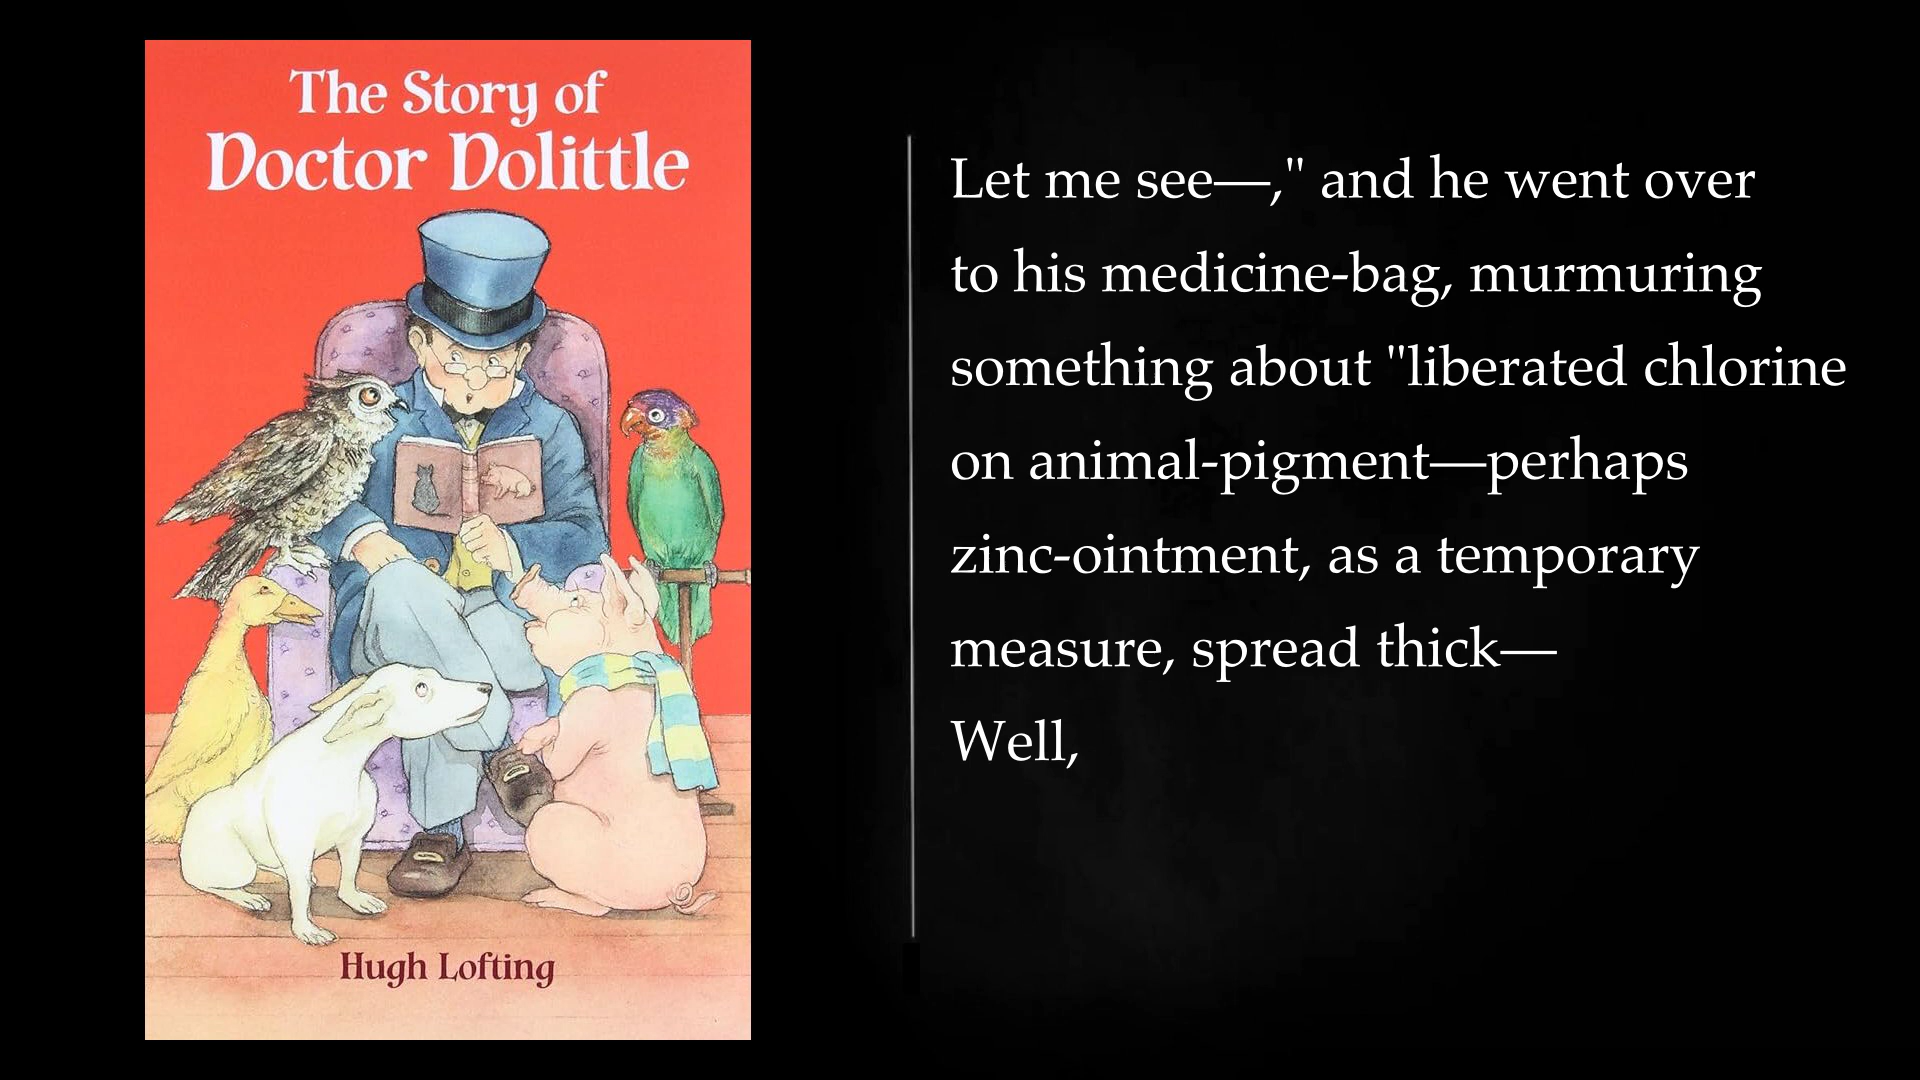 The Story of
Doctor Dolittle
Hugh Lofting
Let me see—," and he went over
to his medicine-bag, murmuring
something about "liberated chlorine
on animal-pigment—perhaps
zinc-ointment, as a temporary
measure, spread thick—
Well,